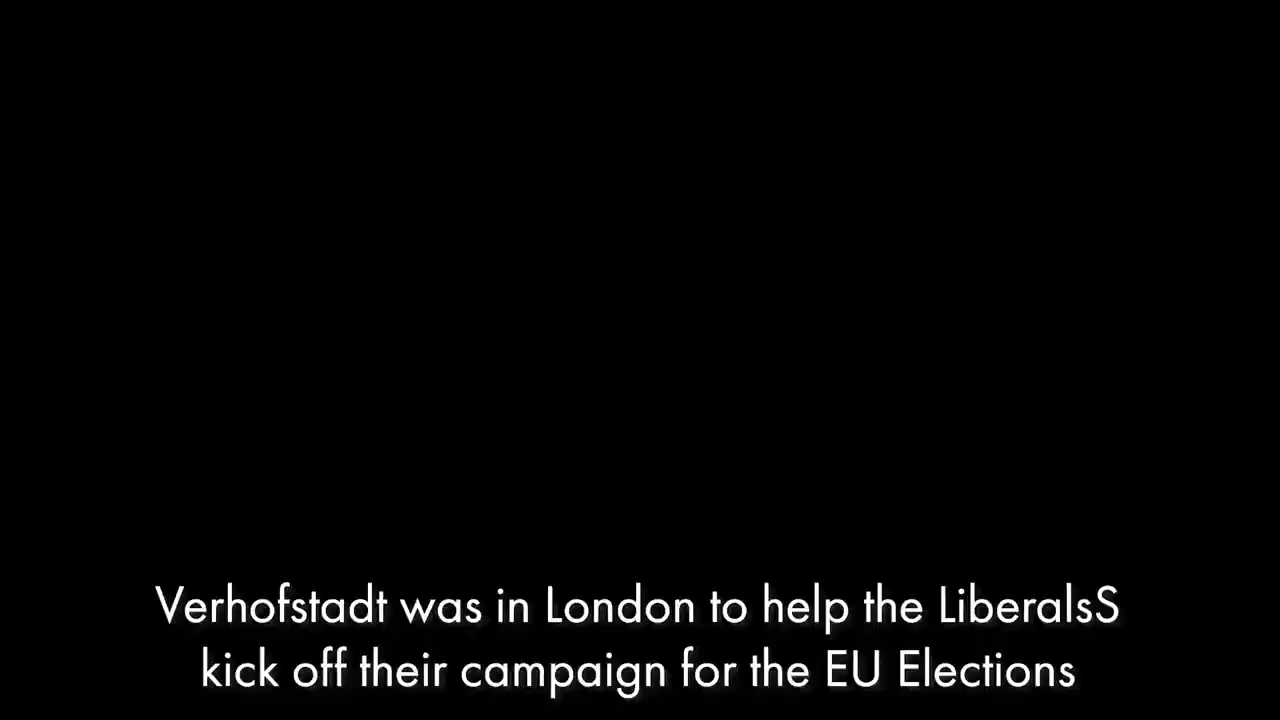 Verhofstadt was in London to help the LiberalsS
kick off their campaign for the EU Elections